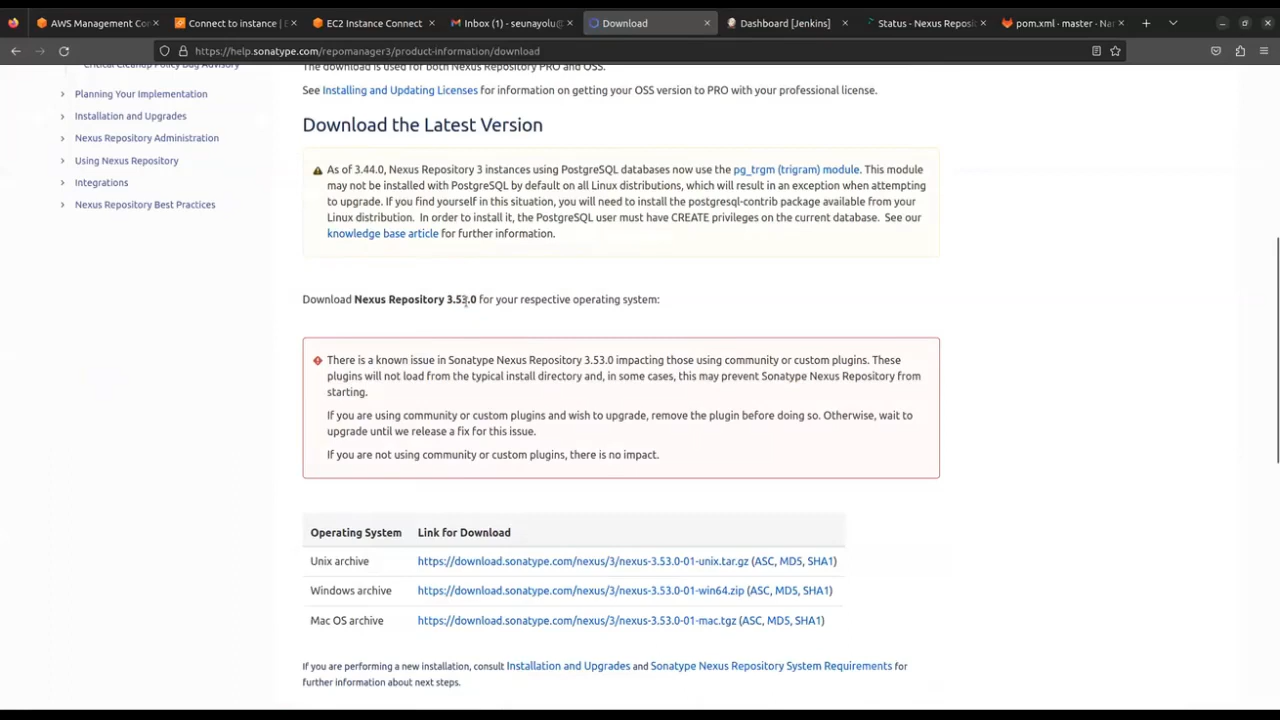 AWS Management Co
Connect to instance | E
EC2 Instance Connect
Inbox (1) - seunayolu@
Download
Dashboard [Jenkins]
Status - Nexus Reposit
pom.xml · master · Na
https://help.sonatype.com/repomanager3/product-information/download
Critical Cleanup Policy Bug Advisory
Planning Your Implementation
Installation and Upgrades
Nexus Repository Administration
Using Nexus Repository
Integrations
Nexus Repository Best Practices
The download is used for both Nexus Repository PRO and OSS.
See Installing and Updating Licenses for information on getting your OSS version to PRO with your professional license.
Download the Latest Version
As of 3.44.0, Nexus Repository 3 instances using PostgreSQL databases now use the pg_trgm (trigram) module. This module
may not be installed with PostgreSQL by default on all Linux distributions, which will result in an exception when attempting
to upgrade. If you find yourself in this situation, you will need to install the postgresql-contrib package available from your
Linux distribution. In order to install it, the PostgreSQL user must have CREATE privileges on the current database. See our
knowledge base article for further information.
Download Nexus Repository 3.53.0 for your respective operating system:
There is a known issue in Sonatype Nexus Repository 3.53.0 impacting those using community or custom plugins. These
plugins will not load from the typical install directory and, in some cases, this may prevent Sonatype Nexus Repository from
starting.
If you are using community or custom plugins and wish to upgrade, remove the plugin before doing so. Otherwise, wait to
upgrade until we release a fix for this issue.
If you are not using community or custom plugins, there is no impact.
Operating System Link for Download
Unix archive https://download.sonatype.com/nexus/3/nexus-3.53.0-01-unix.tar.gz (ASC, MD5, SHA1)
Windows archive https://download.sonatype.com/nexus/3/nexus-3.53.0-01-win64.zip (ASC, MD5, SHA1)
Mac OS archive https://download.sonatype.com/nexus/3/nexus-3.53.0-01-mac.tgz (ASC, MD5, SHA1)
If you are performing a new installation, consult Installation and Upgrades and Sonatype Nexus Repository System Requirements for
further information about next steps.